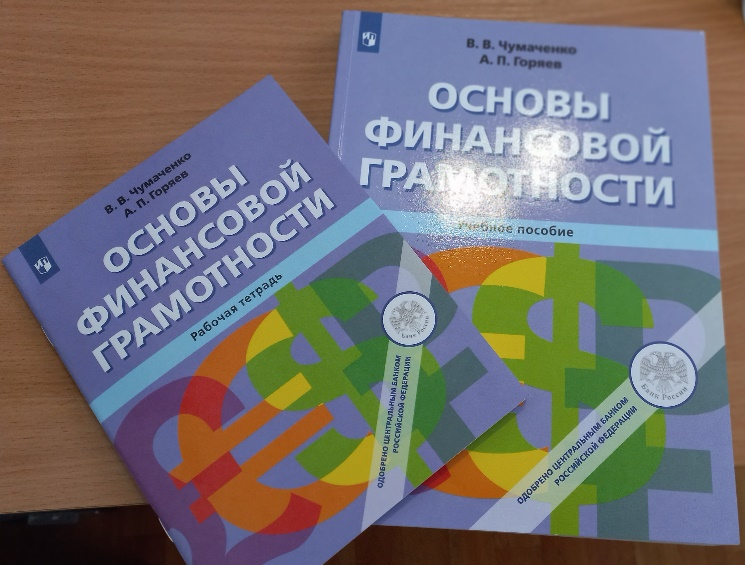 В. В. Чумаченко
А. П. Горяев
ОСНОВЫ
ФИНАНСОВОЙ
ГРАМОТНОСТИ
Рабочая тетрадь
Банк России
ОДОБРЕНО ЦЕНТРАЛЬНЫМ БАНКОМ
РОССИЙСКОЙ ФЕДЕРАЦИИ
В. В. Чумаченко
А. П. Горяев
ОСНОВЫ
ФИНАНСОВОЙ
ГРАМОТНОСТИ
Учебное пособие
Банк России
ОДОБРЕНО ЦЕНТРАЛЬНЫМ БАНКОМ
РОССИЙСКОЙ ФЕДЕРАЦИИ